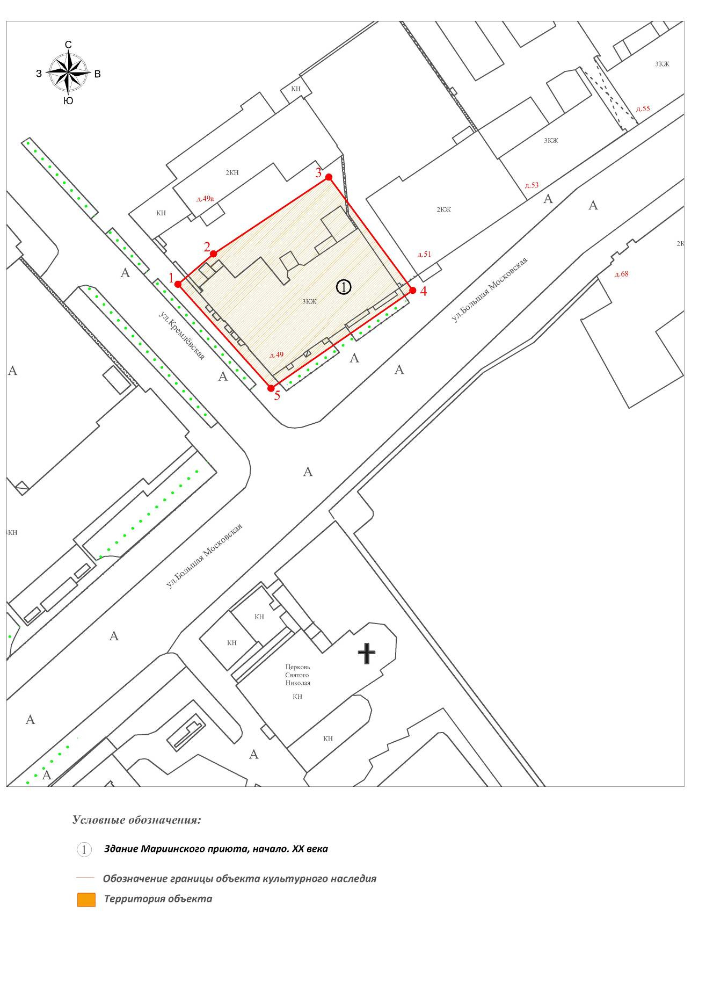 С
З
В
Ю
КН
3КЖ
д.55
3КЖ
2КН
3
д.53
д.49а
А
А
2КЖ
КН
2К
2
д.51
А
д.68
1
ул.Большая Московская
1
4
3КЖ
ул.Кремлёвская
д.49
А
А
А
А
5
А
ул.Большая Московская
КН
КН
А
КН
Церковь
Святого
Николая
КН
А
КН
А
А
Условные обозначения:
1
Здание Мариинского приюта, начало. XX века
Обозначение границы объекта культурного наследия
Территория объекта